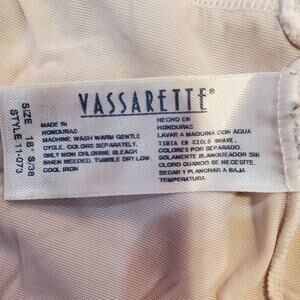 VASSARETTE®
MADE IN
HONDURAS
MACHINE WASH WARM GENTLE
CYCLE, COLORS SEPARATELY,
ONLY NON CHLORINE BLEACH
WHEN NEEDED, TUMBLE DRY LOW,
COOL IRON
HECHO EN
HONDURAS
LAVAR A MAQUINA CON AGUA
TIBIA EN CICLO SUAVE,
COLORES POR SEPARADO,
SOLAMENTE BLANQUEADOR SIN
CLORO CUANDO SE NECESITE,
SECAR Y PLANCHAR A BAJA
TEMPERATURA
SIZE 18
STYLE 11-073